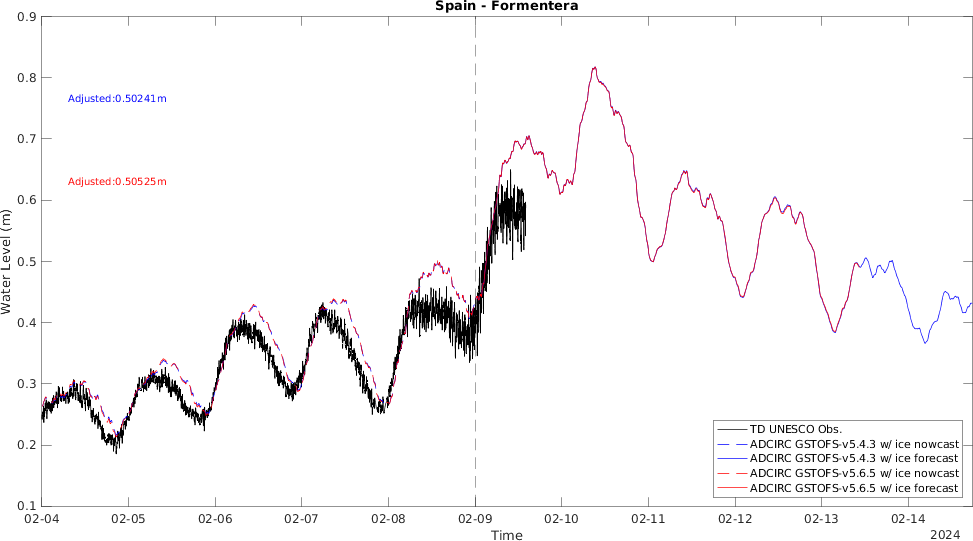 Spain - Formentera
0.9
0.8
0.7
0.6
0.5
0.4
0.3
0.2
0.1
Water Level (m)
Adjusted:0.50241m
Adjusted:0.50525m
TD UNESCO Obs.
ADCIRC GSTOFS-v5.4.3 w/ ice nowcast
ADCIRC GSTOFS-v5.4.3 w/ ice forecast
ADCIRC GSTOFS-v5.6.5 w/ ice nowcast
ADCIRC GSTOFS-v5.6.5 w/ ice forecast
02-04 02-05 02-06 02-07 02-08 02-09 02-10 02-11 02-12 02-13 02-14
Time
2024